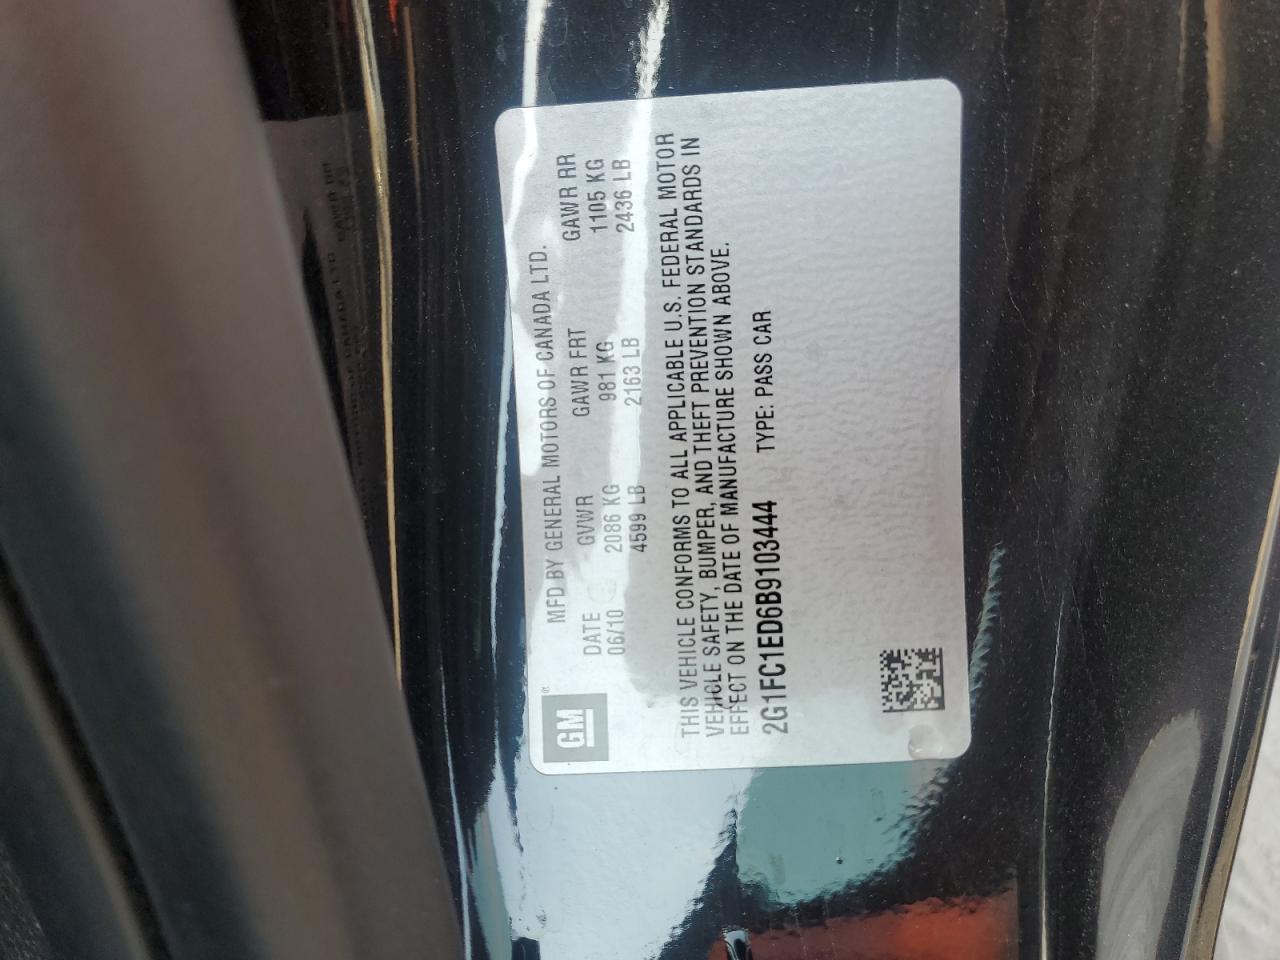 GM ®
MFD BY GENERAL MOTORS OF CANADA LTD.
DATE GVWR GAWR FRT GAWR RR
06/10 2086 KG 981 KG 1105 KG
4599 LB 2163 LB 2436 LB
THIS VEHICLE CONFORMS TO ALL APPLICABLE U.S. FEDERAL MOTOR
VEHICLE SAFETY, BUMPER, AND THEFT PREVENTION STANDARDS IN
EFFECT ON THE DATE OF MANUFACTURE SHOWN ABOVE.
2G1FC1ED6B9103444 TYPE: PASS CAR